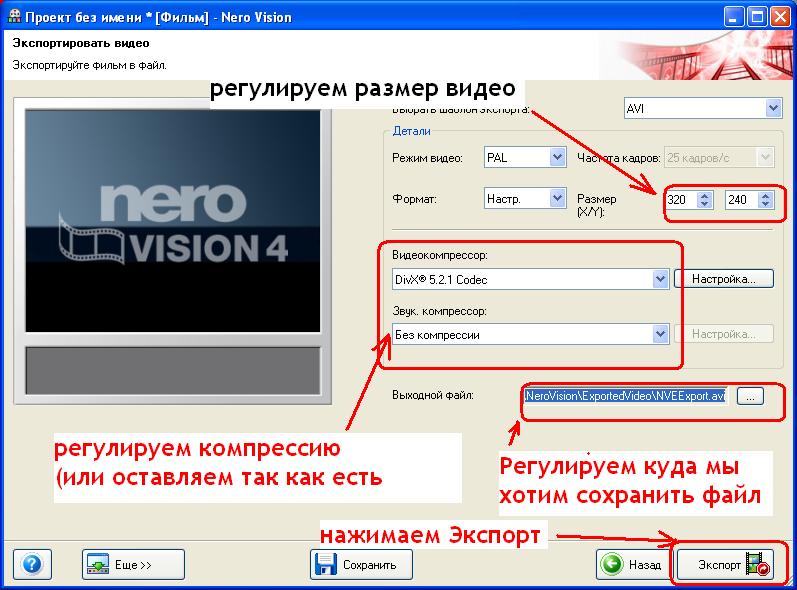 Проект без имени * [Фильм] - Nero Vision
Экспортировать видео
Экспортируйте фильм в файл.
регулируем размер видео
Выбрать шаблон экспорта:
AVI
Детали
Режим видео:
PAL
Частота кадров:
25 кадров/с
Формат:
Настр.
Размер
(X/Y):
320
240
nero
VISION 4
Видеокомпрессор:
DivX® 5.2.1 Codec
Настройка...
Звук. компрессор:
Без компрессии
Настройка...
Выходной файл:
\NeroVision\ExportedVideo\NVEExport.avi
...
регулируем компрессию
(или оставляем так как есть
Регулируем куда мы
хотим сохранить файл
нажимаем Экспорт
?
Еще >>
Сохранить
Назад
Экспорт